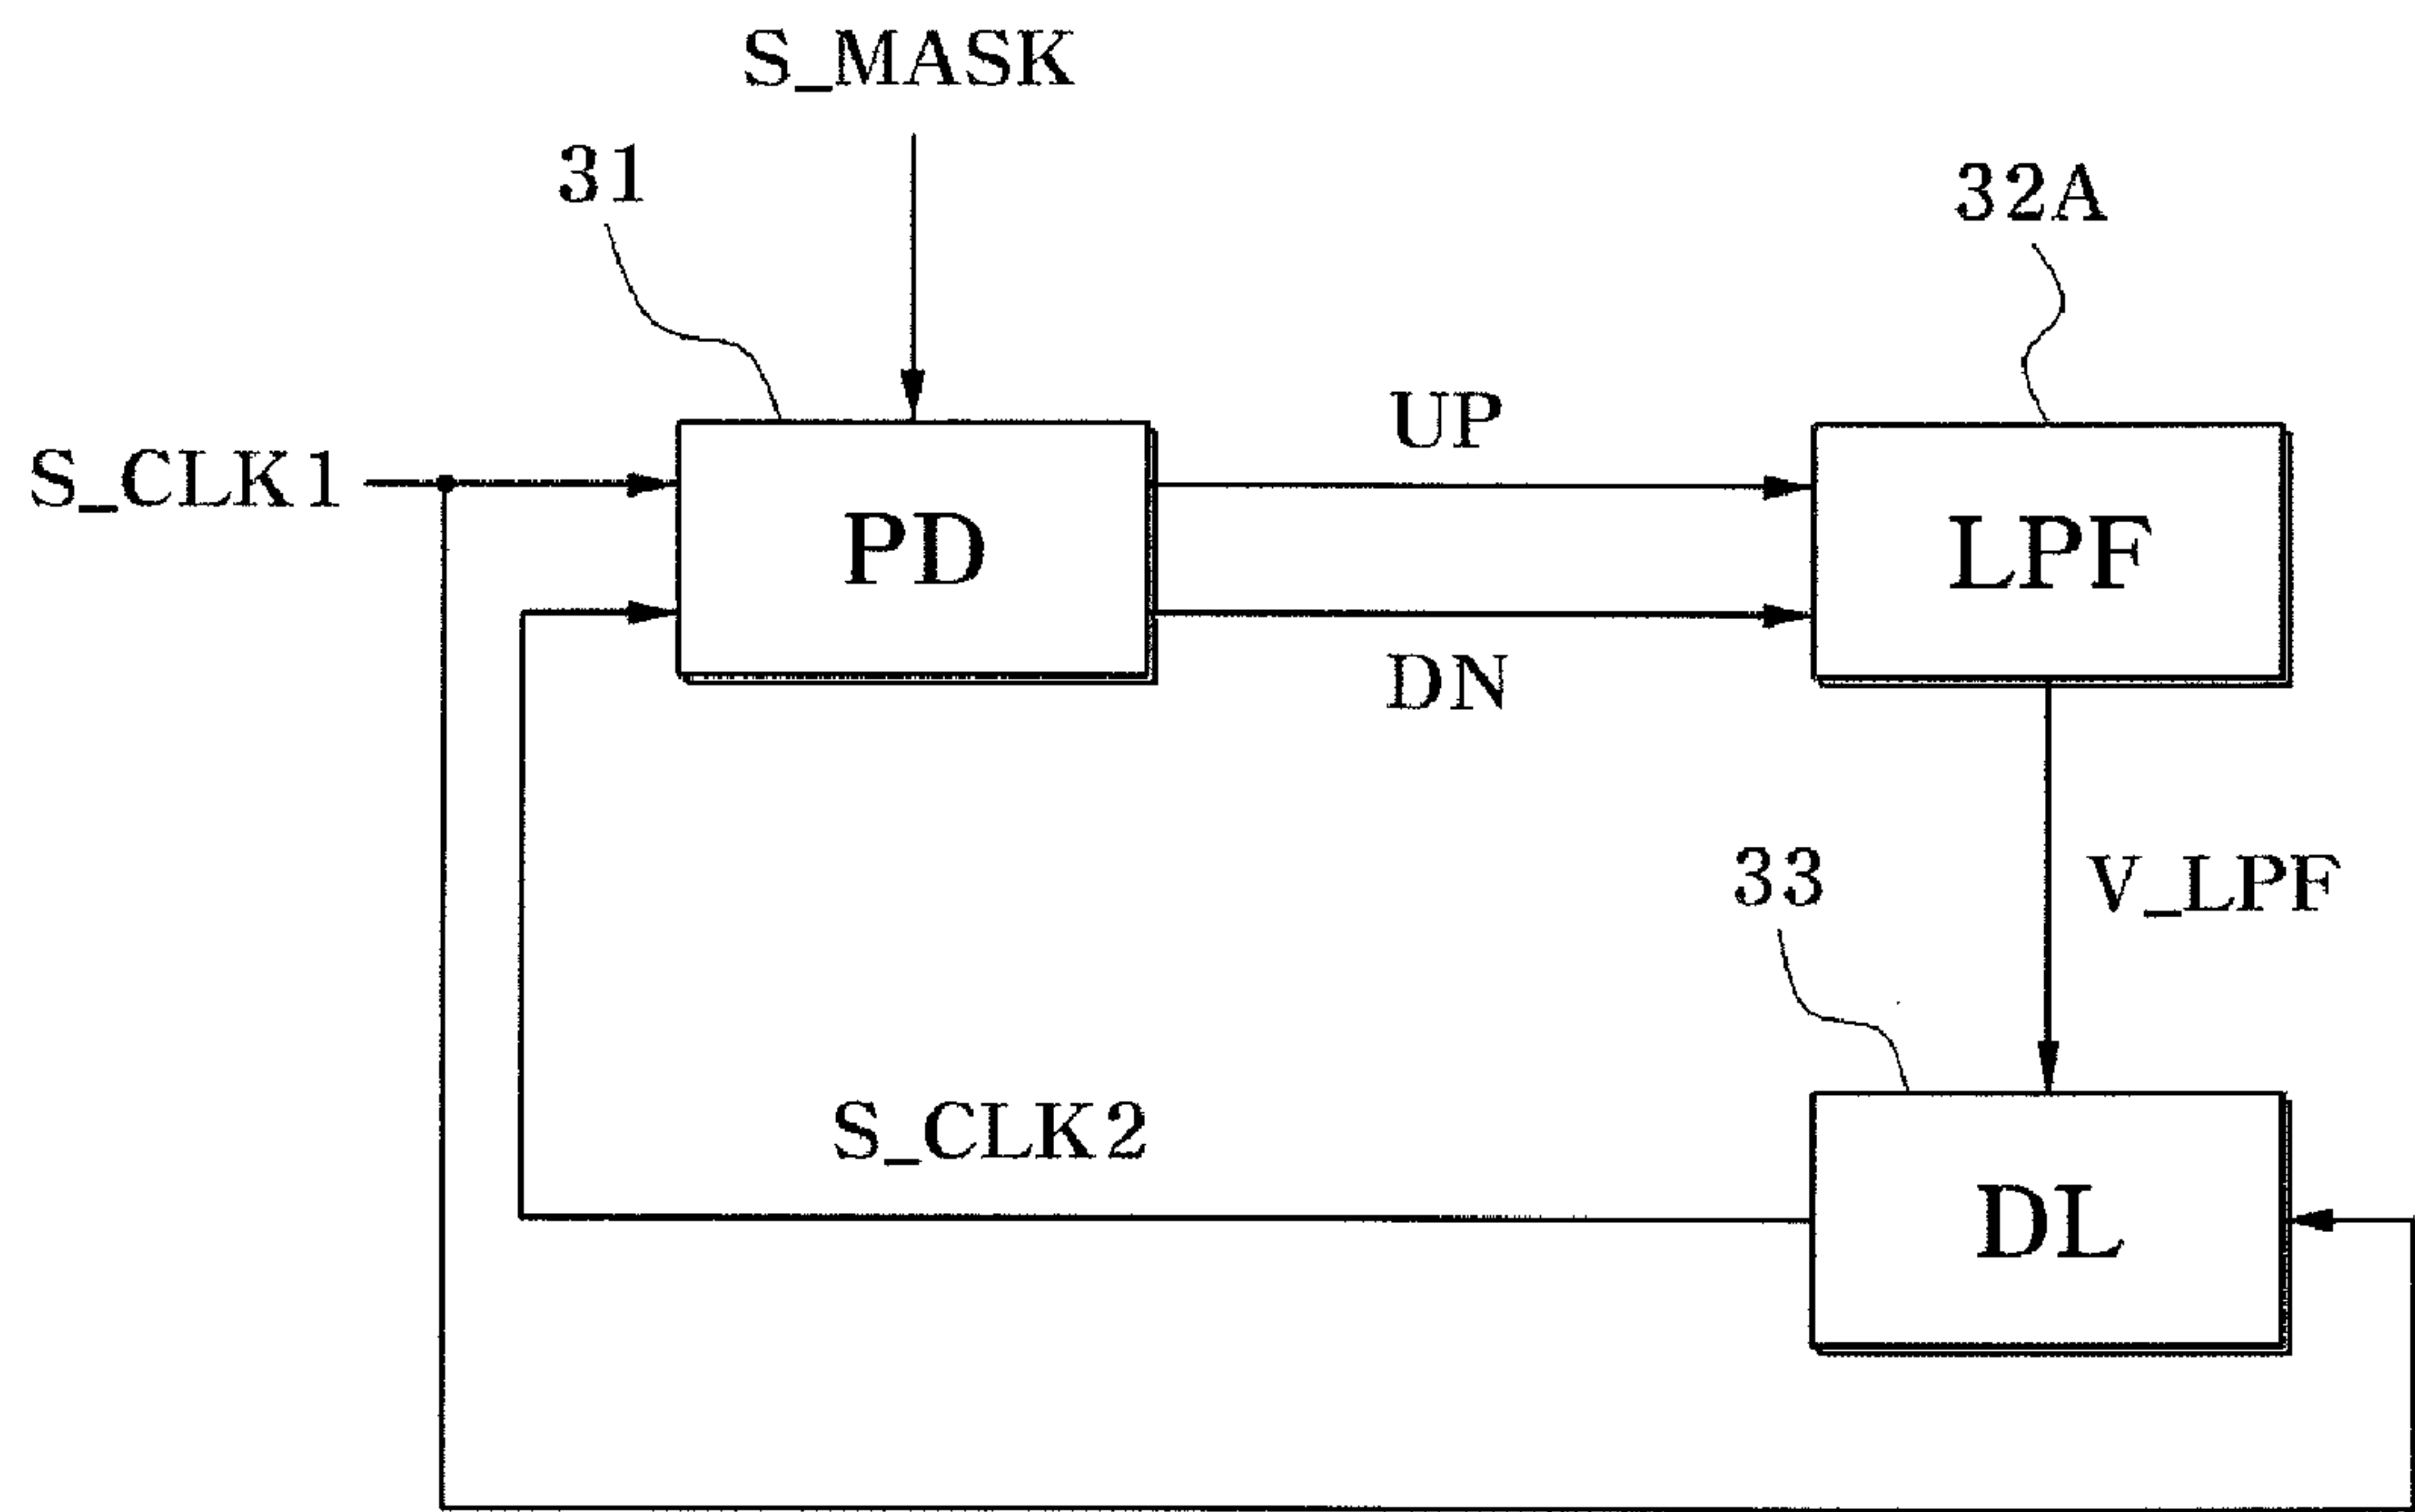 S_MASK
31
32A
UP
S_CLK1
PD
LPF
DN
33
V_LPF
S_CLK2
DL